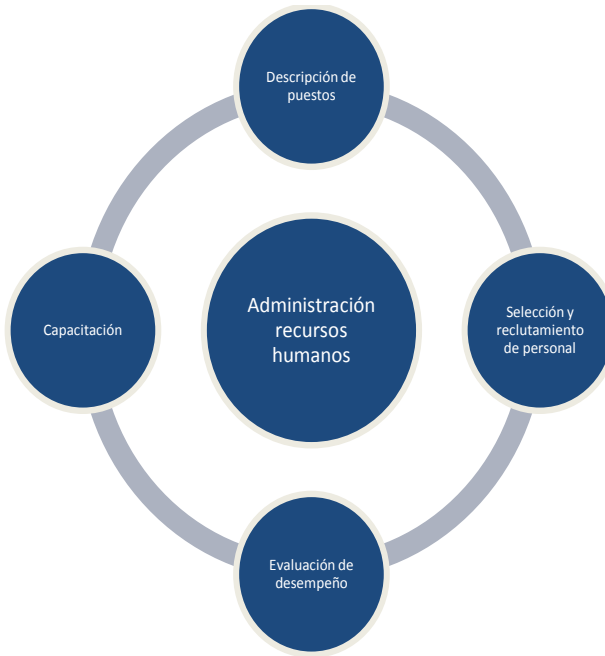 Descripción de
puestos
Administración
recursos
humanos
Selección y
reclutamiento
de personal
Capacitación
Evaluación de
desempeño